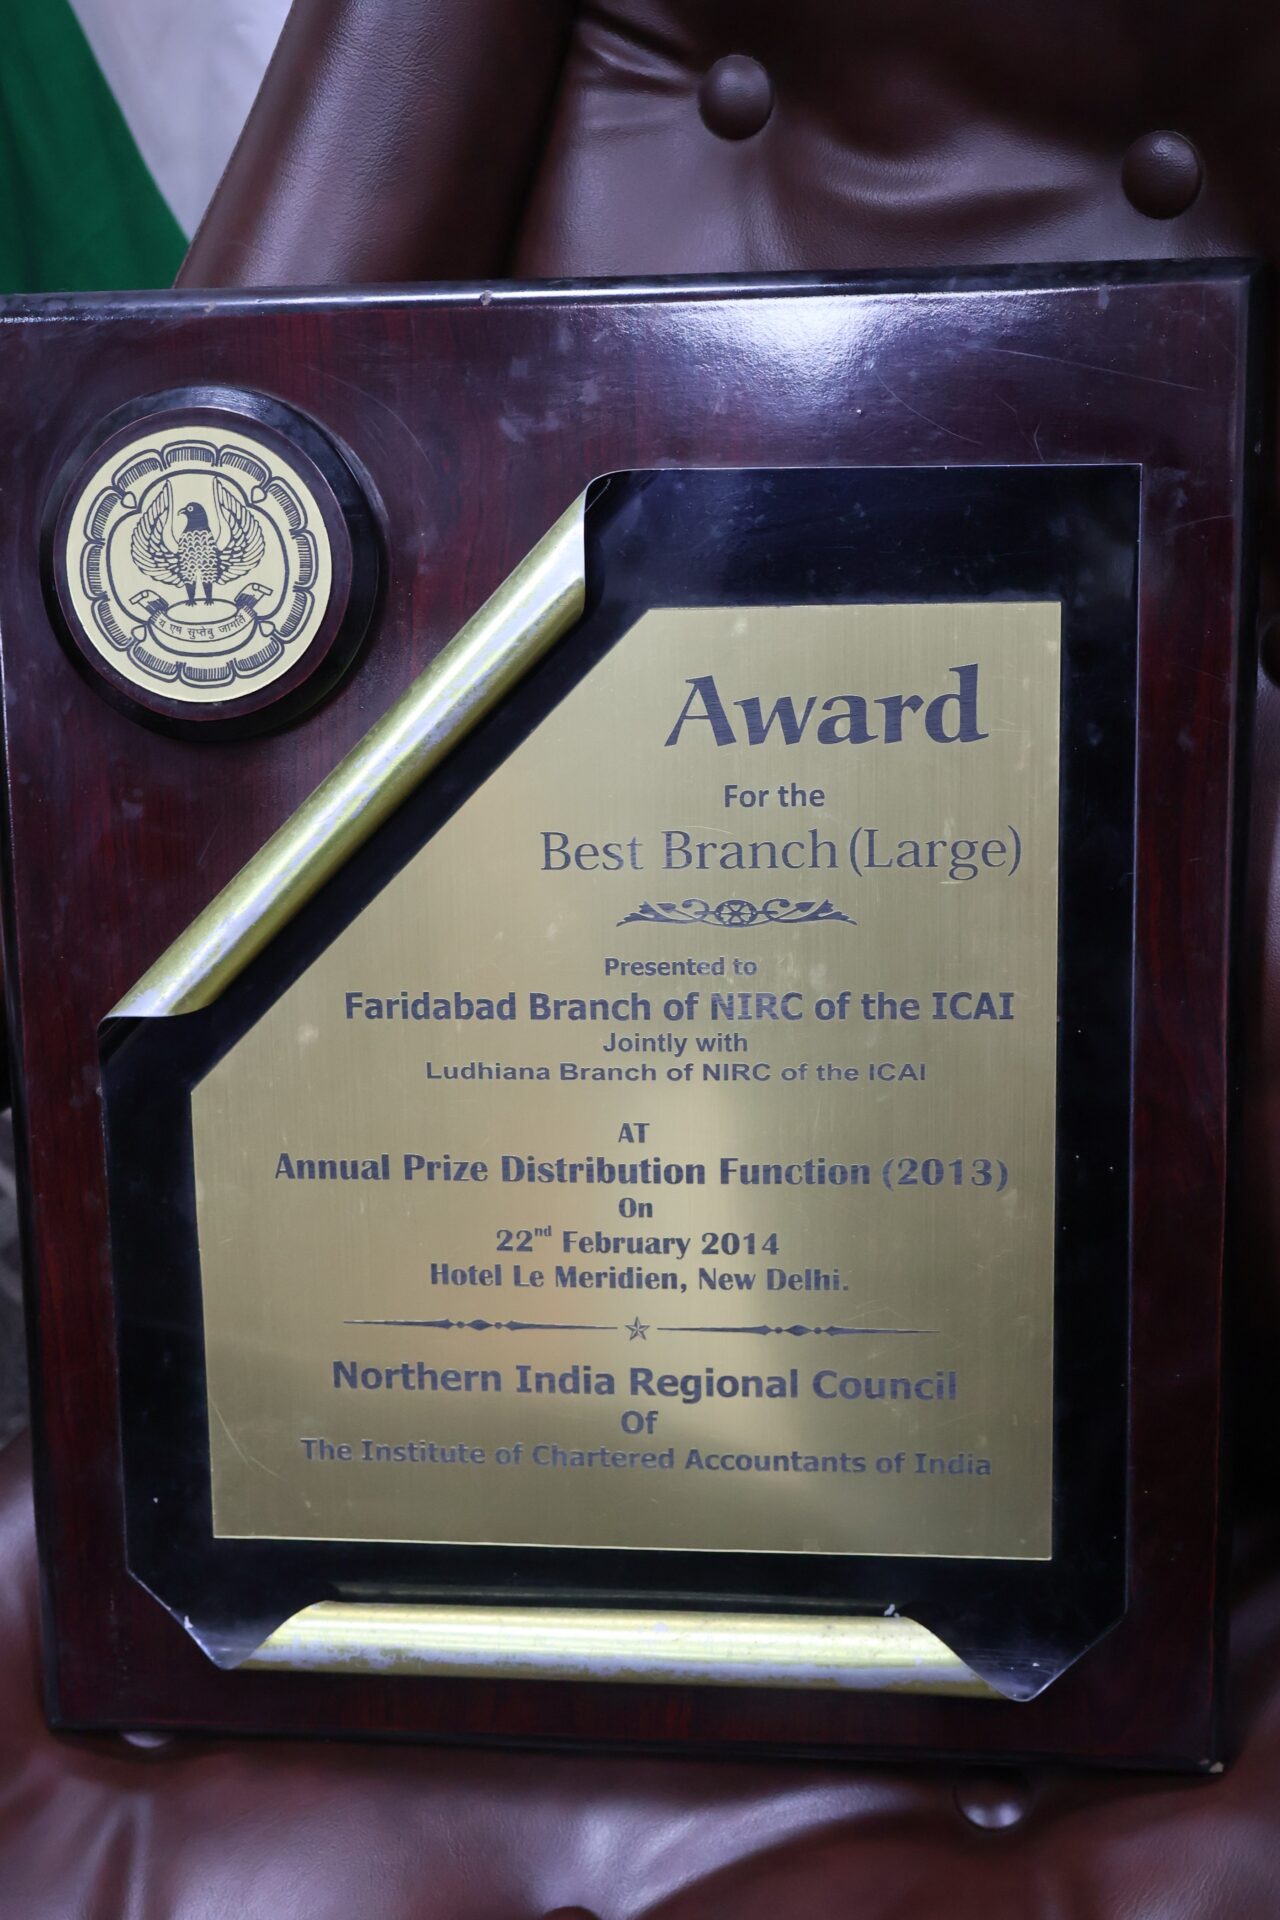 य एष सुप्तेषु जागर्ति
Award
For the
Best Branch (Large)
Presented to
Faridabad Branch of NIRC of the ICAI
Jointly with
Ludhiana Branch of NIRC of the ICAI
AT
Annual Prize Distribution Function (2013)
On
22nd February 2014
Hotel Le Meridien, New Delhi.
Northern India Regional Council
Of
The Institute of Chartered Accountants of India